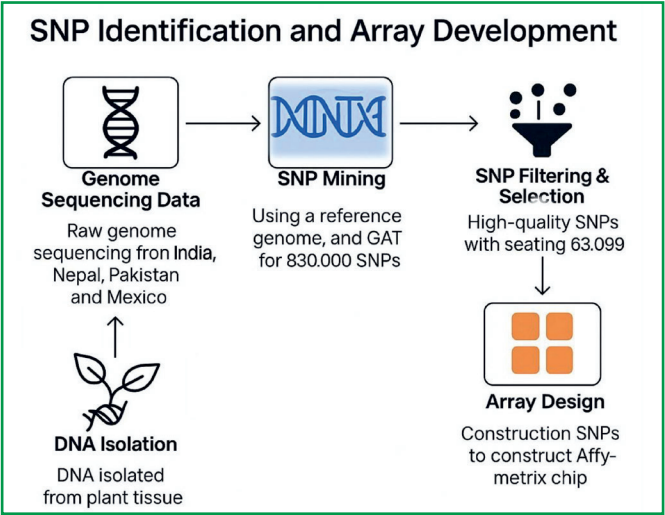 SNP Identification and Array Development
Genome
Sequencing Data
Raw genome
sequencing fron India,
Nepal, Pakistan
and Mexico
DNA Isolation
DNA isolated
from plant tissue
SNP Mining
Using a reference
genome, and GAT
for 830.000 SNPs
SNP Filtering &
Selection
High-quality SNPs
with seating 63.099
Array Design
Construction SNPs
to construct Affy-
metrix chip